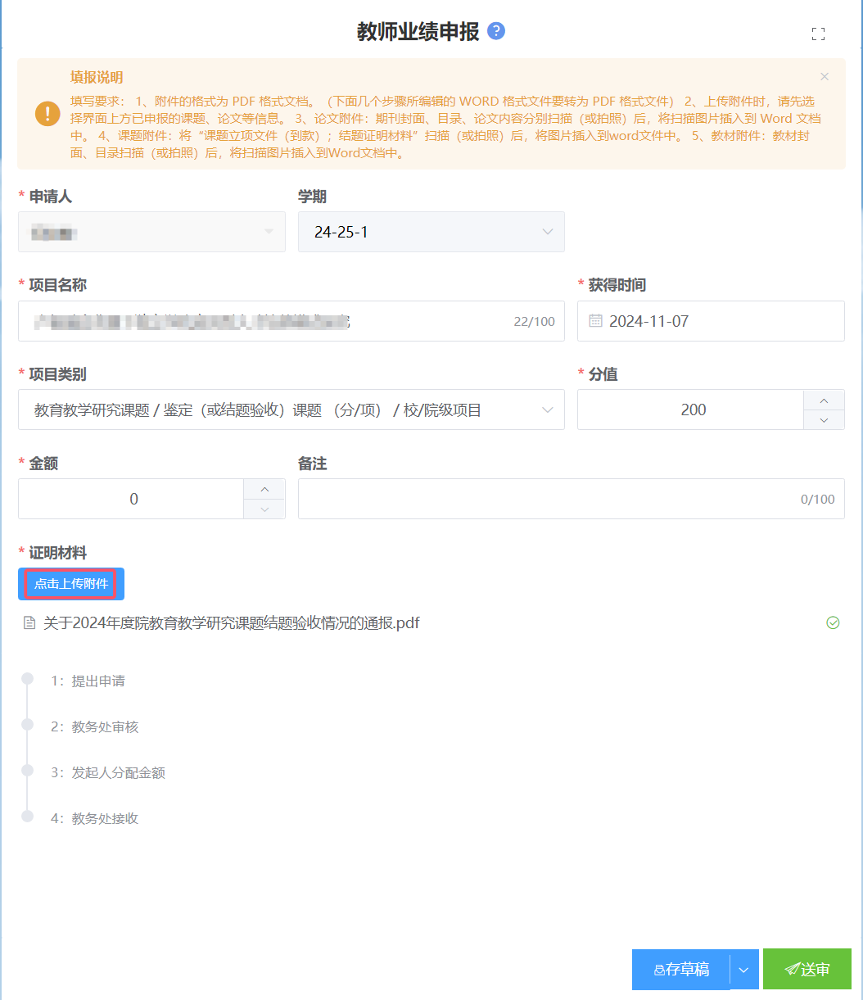 教师业绩申报
填报说明
填写要求： 1、附件的格式为 PDF 格式文档。（下面几个步骤所编辑的 WORD 格式文件要转为 PDF 格式文件） 2、上传附件时，请先选
择界面上方已申报的课题、论文等信息。 3、论文附件：期刊封面、目录、论文内容分别扫描（或拍照）后，将扫描图片插入到 Word 文档
中。 4、课题附件：将“课题立项文件（到款）；结题证明材料”扫描（或拍照）后，将图片插入到word文件中。 5、教材附件：教材封
面、目录扫描（或拍照）后，将扫描图片插入到Word文档中。
* 申请人 学期
24-25-1
* 项目名称 * 获得时间
22/100 2024-11-07
* 项目类别 * 分值
教育教学研究课题 / 鉴定（或结题验收）课题 （分/项） / 校/院级项目 200
* 金额 备注
0 0/100
* 证明材料
点击上传附件
关于2024年度院教育教学研究课题结题验收情况的通报.pdf
1：提出申请
2：教务处审核
3：发起人分配金额
4：教务处接收
存草稿 送审